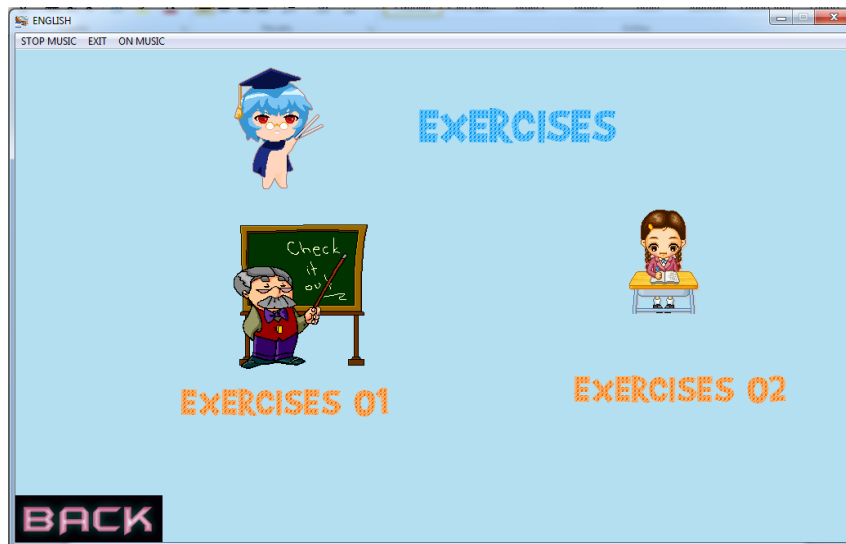 ENGLISH
STOP MUSIC EXIT ON MUSIC
EXERCISES
Check
it
out
EXERCISES 01
EXERCISES 02
BACK